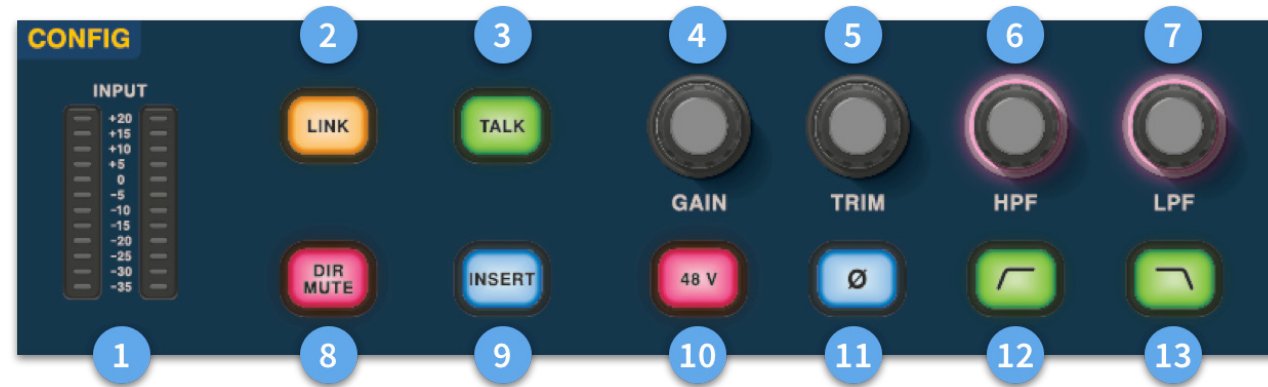 CONFIG
2 3 4 5 6 7
INPUT
+20
+15
+10
+5
0
-5
-10
-15
-20
-25
-30
-35
LINK TALK
GAIN TRIM HPF LPF
DIR
MUTE
INSERT 48 V Ø
1 8 9 10 11 12 13